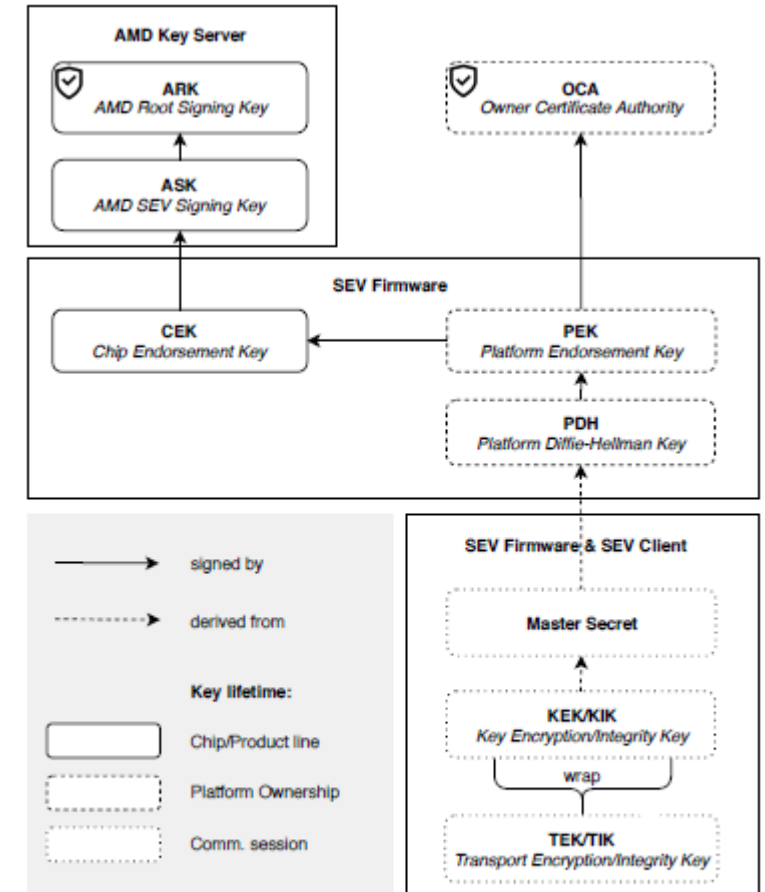 AMD Key Server
ARK
AMD Root Signing Key
ASK
AMD SEV Signing Key
OCA
Owner Certificate Authority
SEV Firmware
CEK
Chip Endorsement Key
PEK
Platform Endorsement Key
PDH
Platform Diffie-Hellman Key
signed by
derived from
Key lifetime:
Chip/Product line
Platform Ownership
Comm. session
SEV Firmware & SEV Client
Master Secret
KEK/KIK
Key Encryption/Integrity Key
wrap
TEK/TIK
Transport Encryption/Integrity Key